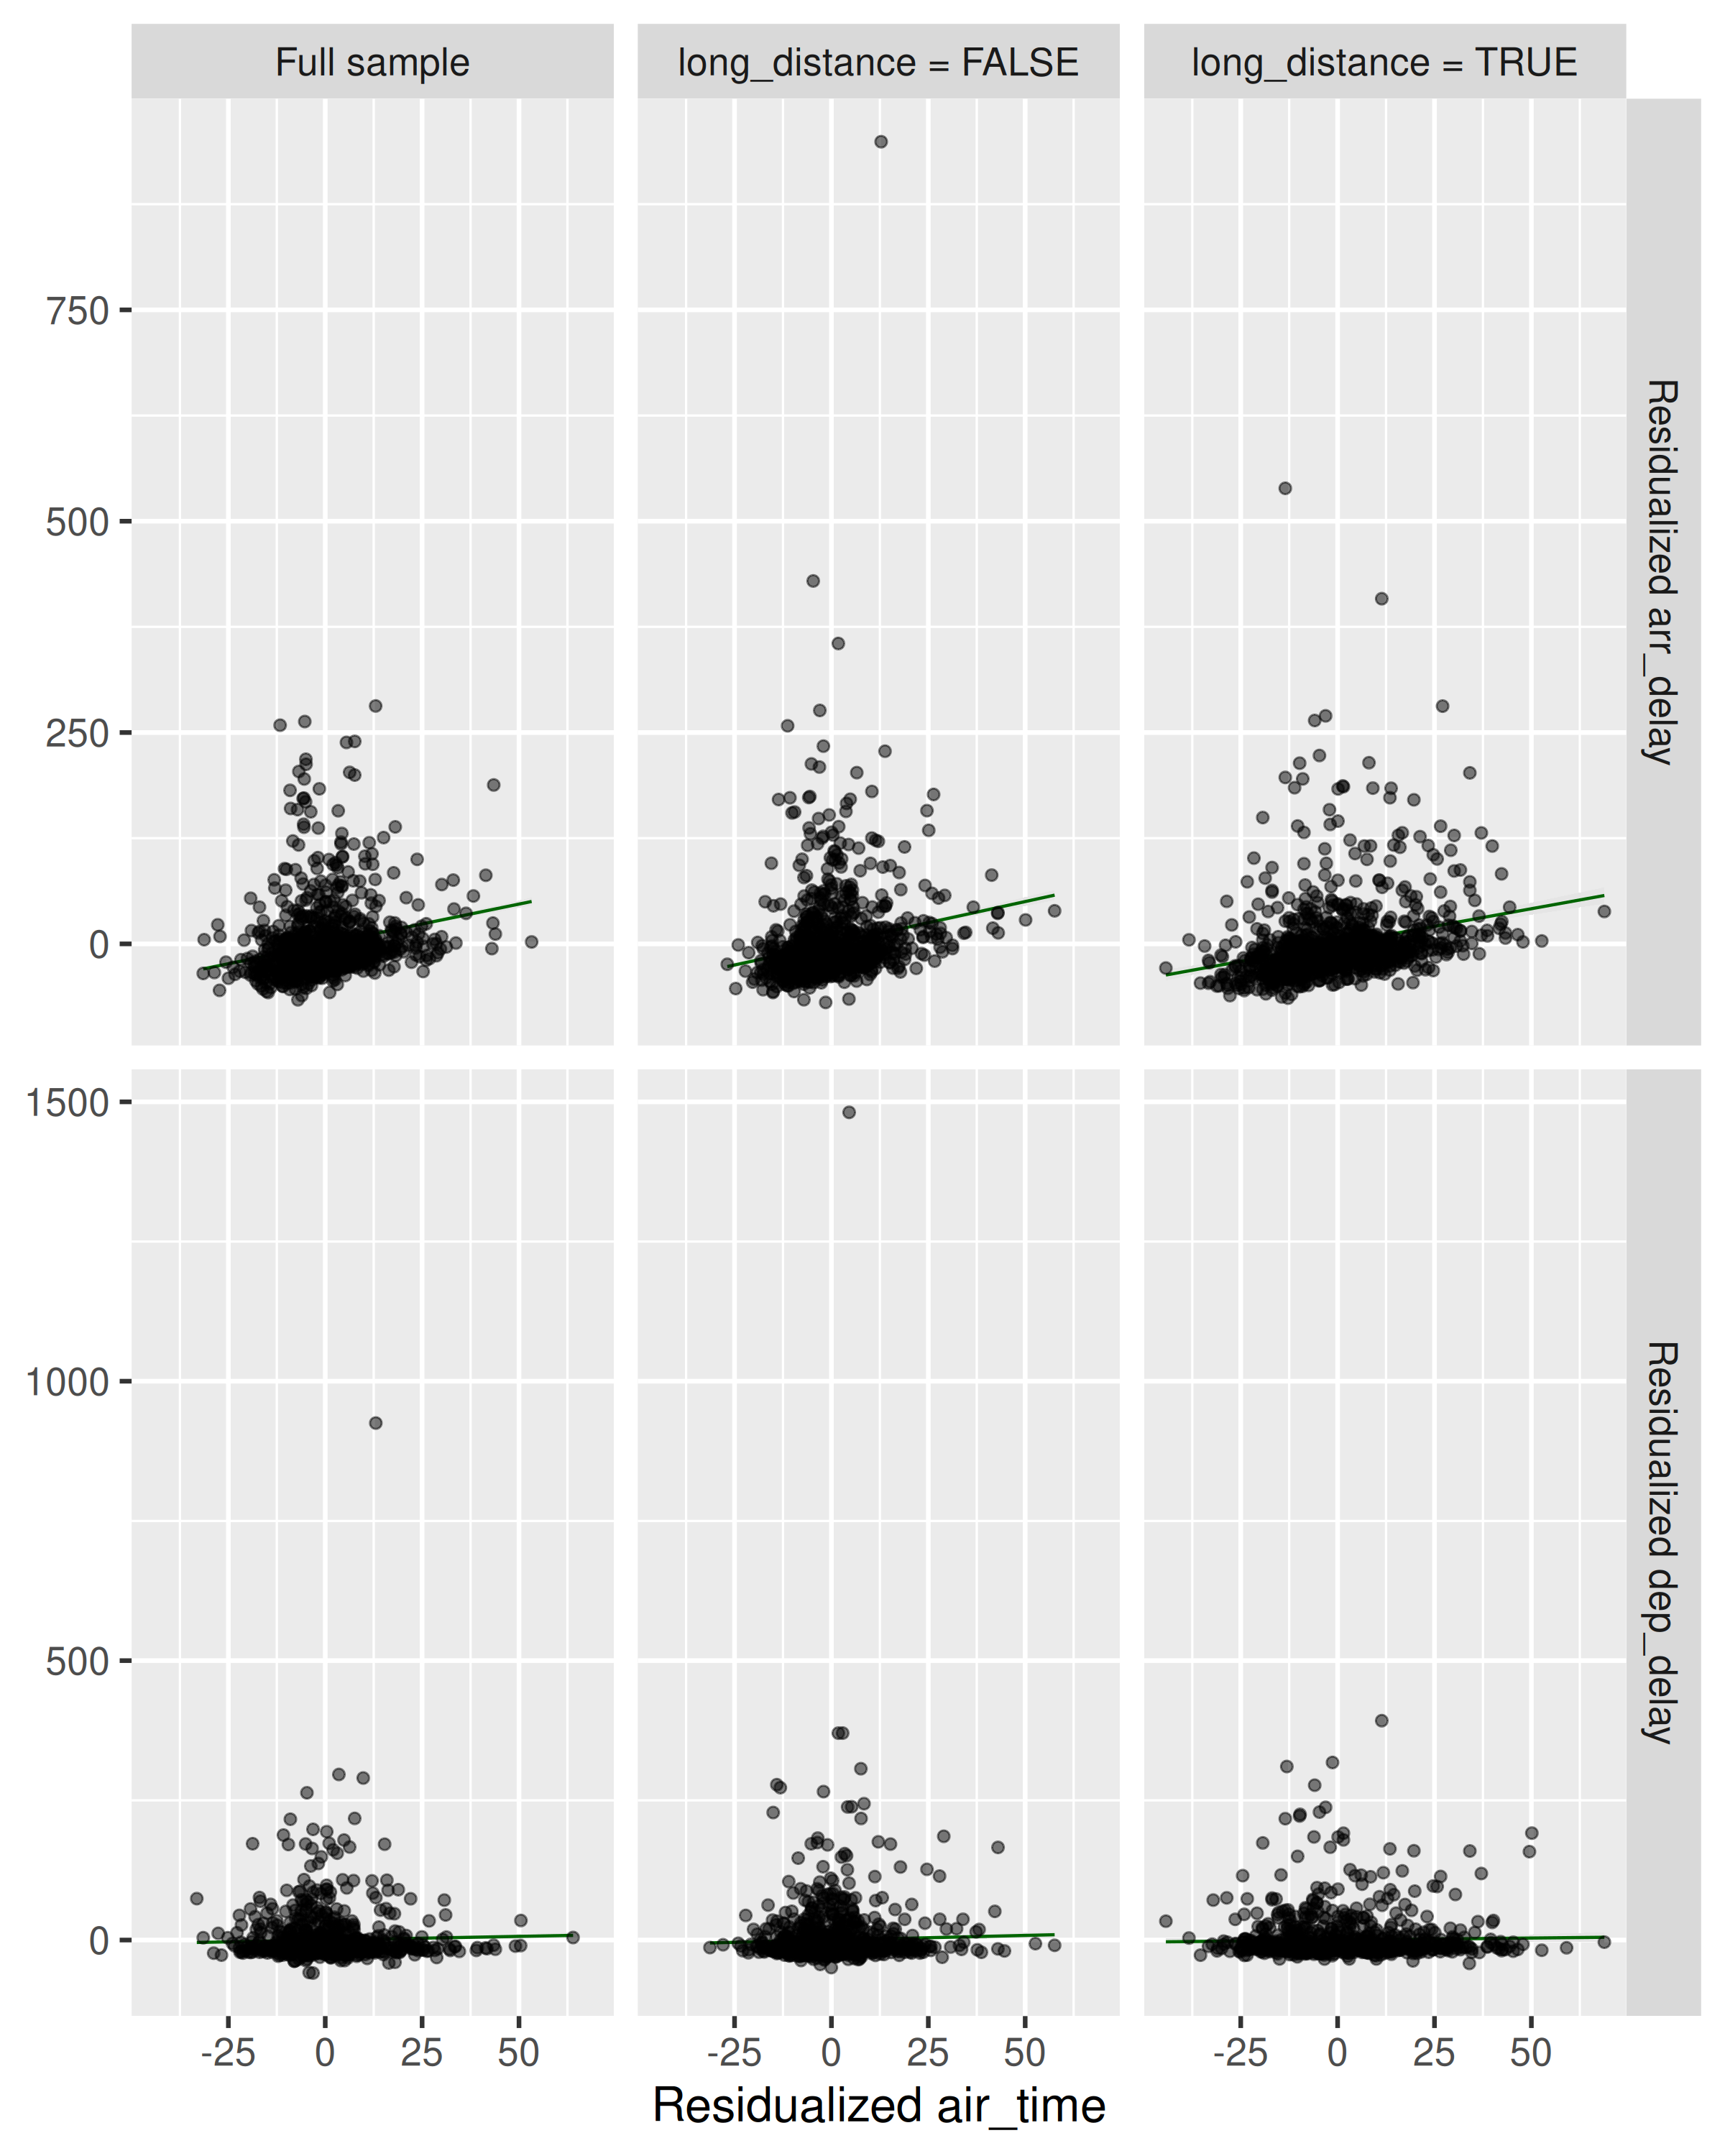 Full sample
long_distance = FALSE
long_distance = TRUE
750
500
250
0
Residualized arr_delay
1500
1000
500
0
Residualized dep_delay
-25 0 25 50
-25 0 25 50
-25 0 25 50
Residualized air_time